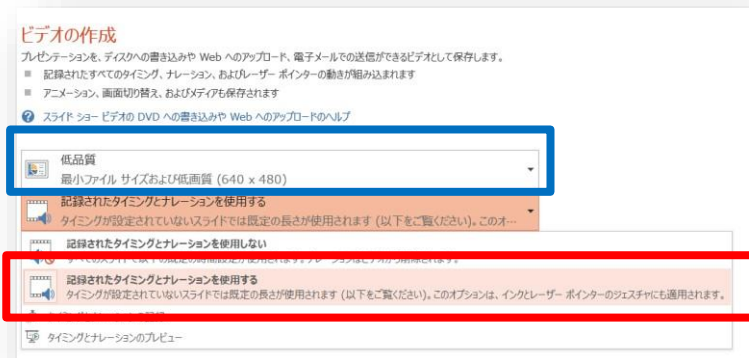 ビデオの作成
プレゼンテーションを、ディスクへの書き込みや Web へのアップロード、電子メールでの送信ができるビデオとして保存します。
■ 記録されたすべてのタイミング、ナレーション、およびレーザー ポインターの動きが組み込まれます
■ アニメーション、画面切り替え、およびメディアも保存されます
スライド ショー ビデオの DVD への書き込みや Web へのアップロードのヘルプ
低品質
最小ファイル サイズおよび低画質 (640 x 480)
記録されたタイミングとナレーションを使用する
タイミングが設定されていないスライドでは既定の長さが使用されます (以下をご覧ください)。このオ…
記録されたタイミングとナレーションを使用しない
記録されたタイミングとナレーションを使用する
タイミングが設定されていないスライドでは既定の長さが使用されます (以下をご覧ください)。このオプションは、インクとレーザー ポインターのジェスチャにも適用されます。
タイミングとナレーションのプレビュー